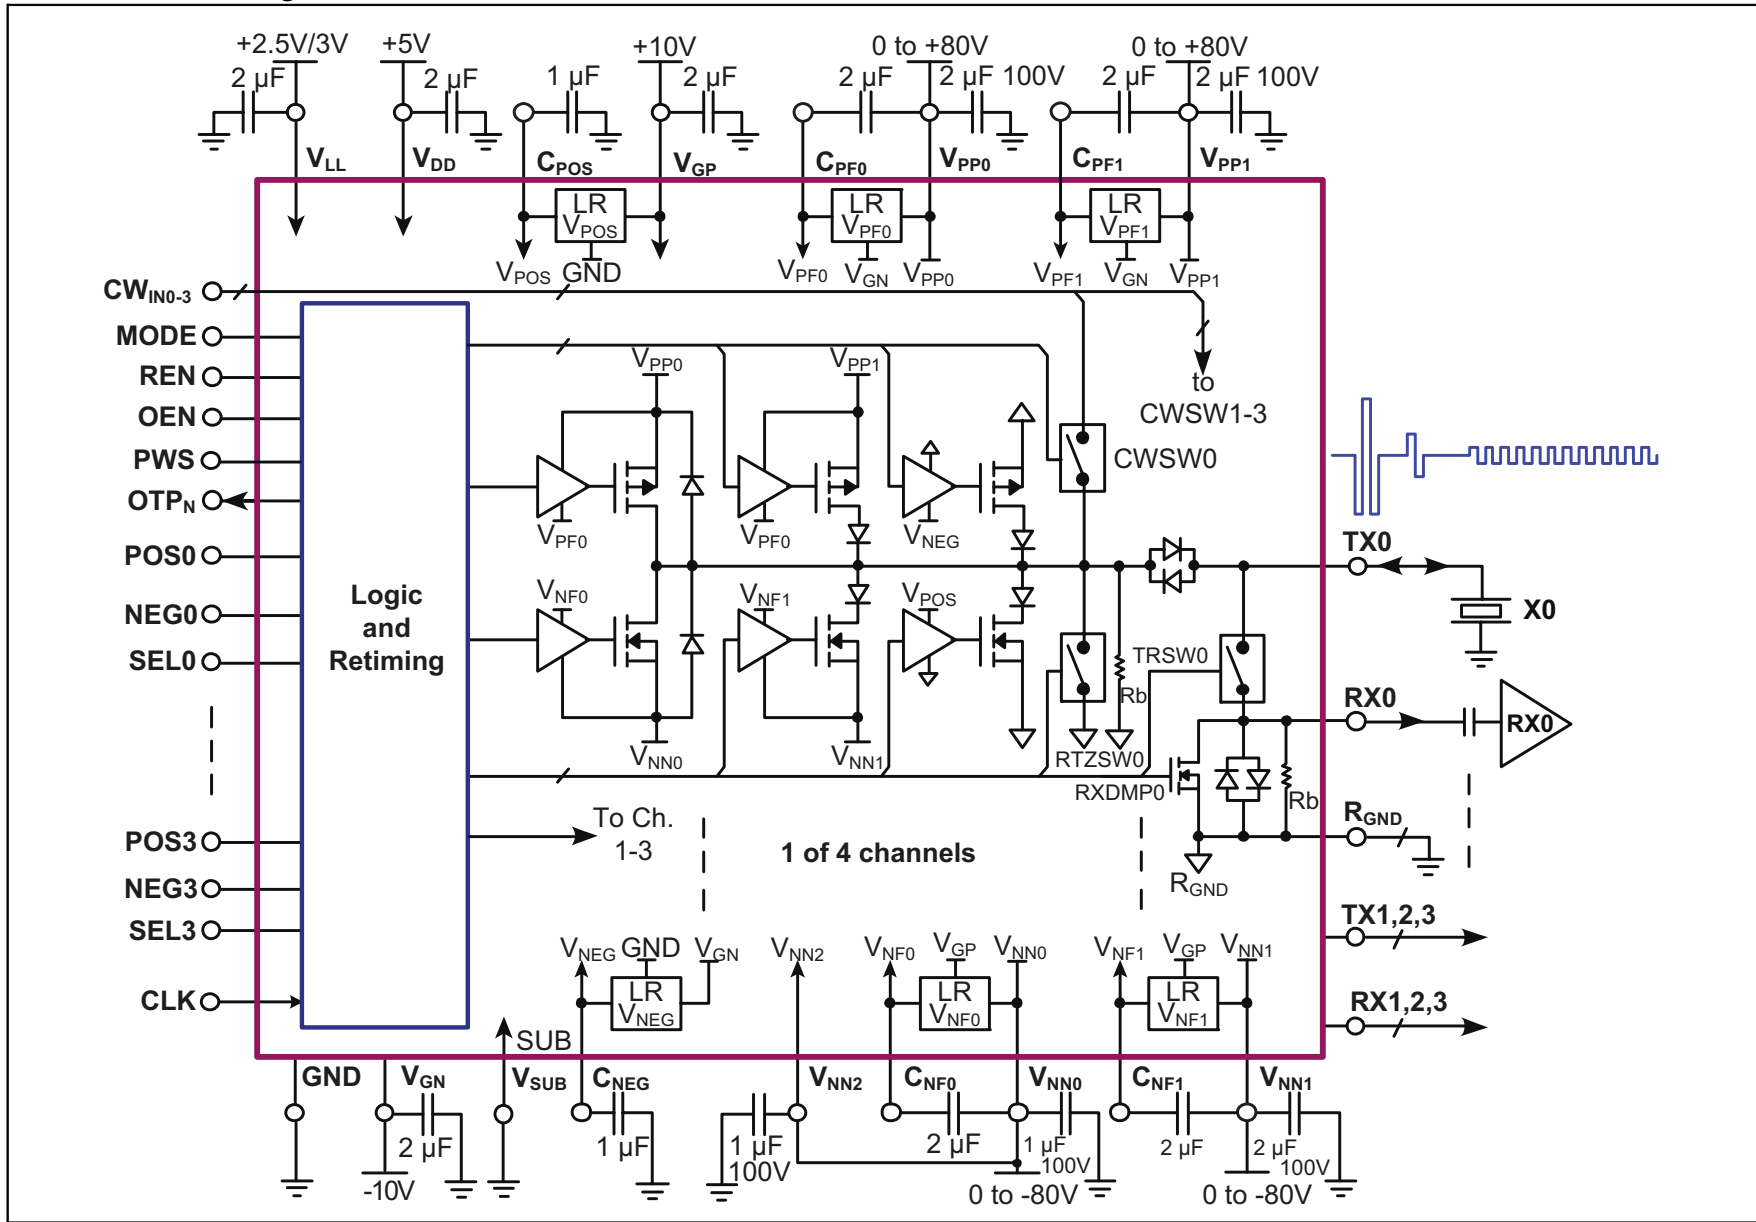 +2.5V/3V
+5V
+10V
0 to +80V
0 to +80V
2 µF
2 µF
1 µF
2 µF
2 µF
2 µF 100V
2 µF
2 µF 100V
VLL
VDD
CPOS
VGP
CPF0
VPP0
CPF1
VPP1
LR
VPOS
LR
VPF0
LR
VPF1
VPOS
GND
VPF0
VGN
VPP0
VPF1
VGN
VPP1
CWIN0-3
MODE
REN
OEN
PWS
OTPN
POS0
NEG0
SEL0
POS3
NEG3
SEL3
CLK
Logic
and
Retiming
VPP0
VPP1
to
CWSW1-3
CWSW0
VPF0
VPF0
VNEG
VNF0
VNF1
VPOS
TX0
X0
TRSW0
Rb
RX0
RX0
VNN0
VNN1
RTZSW0
RXDMP0
Rb
RGND
RGND
To Ch.
1-3
1 of 4 channels
TX1,2,3
RX1,2,3
VNEG
GND
VGN
VNN2
VNF0
VGP
VNN0
VNF1
VGP
VNN1
LR
VNEG
LR
VNF0
LR
VNF1
SUB
GND
VGN
VSUB
CNEG
VNN2
CNF0
VNN0
CNF1
VNN1
2 µF
1 µF
1 µF
100V
2 µF
1 µF
100V
2 µF
2 µF
100V
-10V
0 to -80V
0 to -80V